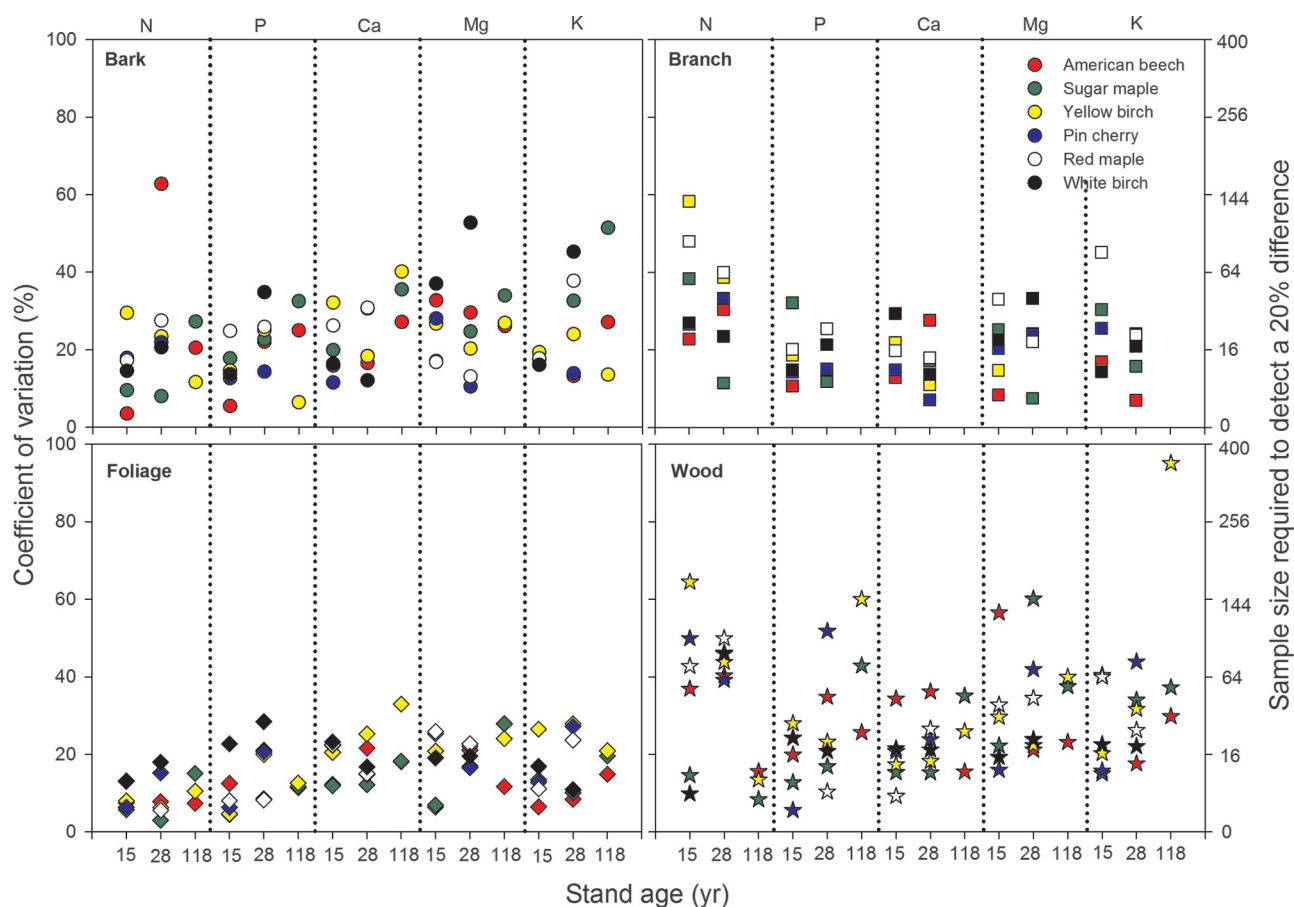 N P Ca Mg K N P Ca Mg K
100
80
60
40
20
0
Bark
Branch
American beech
Sugar maple
Yellow birch
Pin cherry
Red maple
White birch
400
256
144
64
16
0
Coefficient of variation (%)
Sample size required to detect a 20% difference
100
80
60
40
20
0
Foliage
Wood
400
256
144
64
16
0
15 28 118 15 28 118 15 28 118 15 28 118 15 28 118 15 28 118 15 28 118 15 28 118 15 28 118 15 28 118
Stand age (yr)